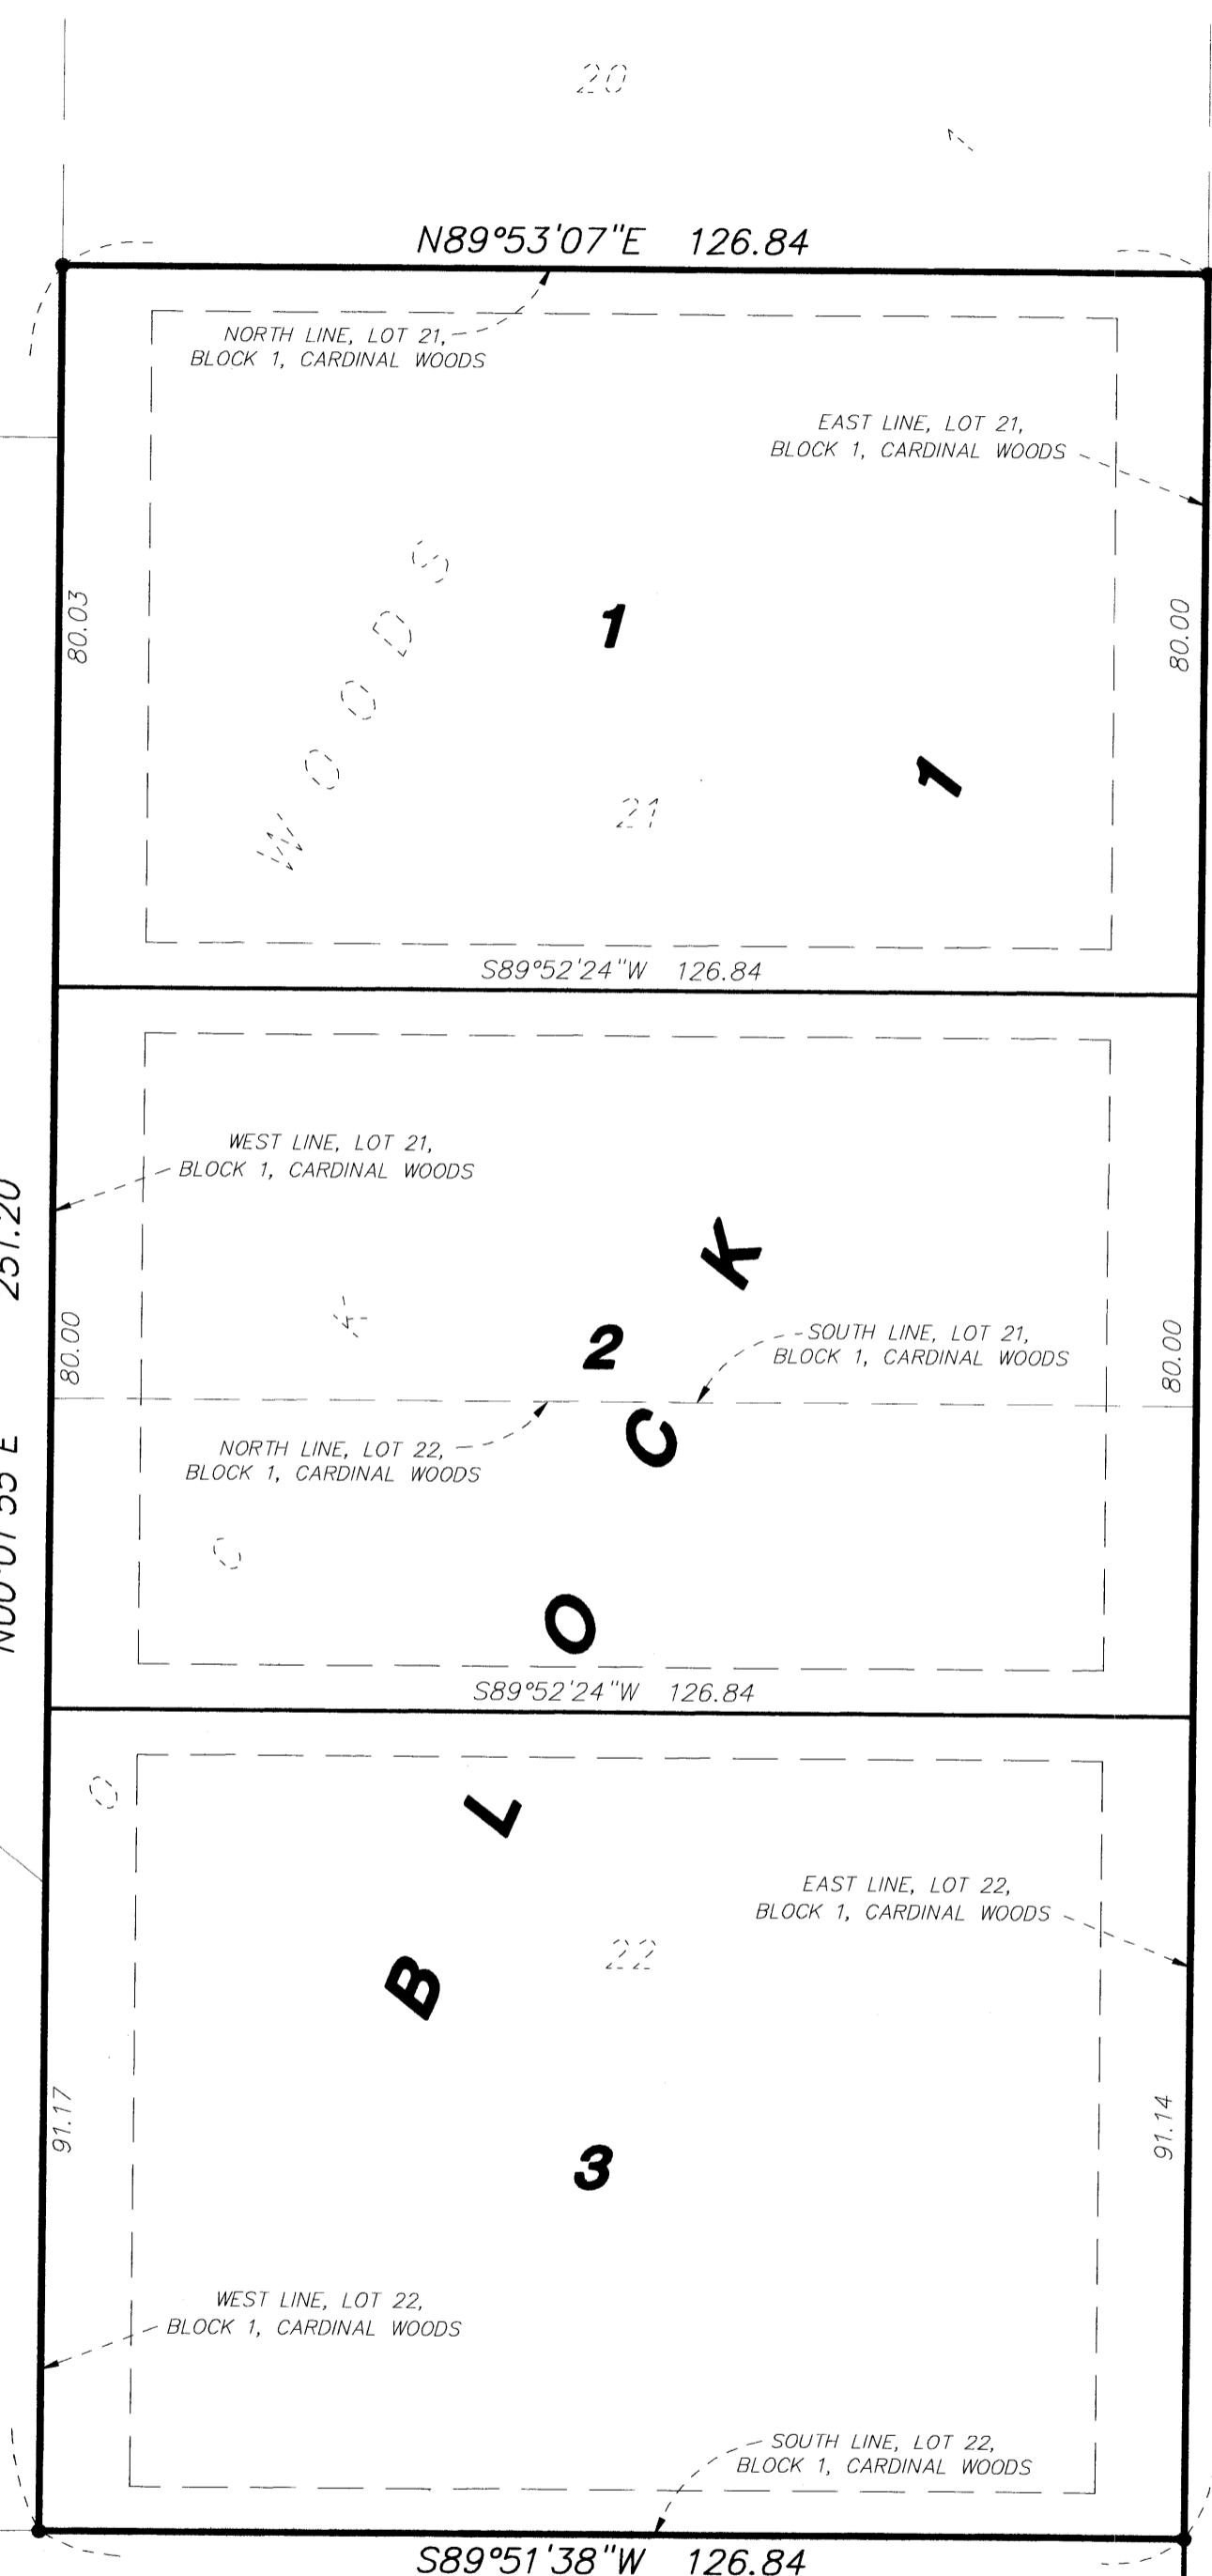 20
N89°53'07"E 126.84
NORTH LINE, LOT 21,
BLOCK 1, CARDINAL WOODS
EAST LINE, LOT 21,
BLOCK 1, CARDINAL WOODS
80.03
WOODS
1
80.00
1
21
S89°52'24"W 126.84
WEST LINE, LOT 21,
BLOCK 1, CARDINAL WOODS
251.20
K
K
80.00
2
SOUTH LINE, LOT 21,
BLOCK 1, CARDINAL WOODS
80.00
C
NORTH LINE, LOT 22,
BLOCK 1, CARDINAL WOODS
C
O
S89°52'24"W 126.84
O
L
EAST LINE, LOT 22,
BLOCK 1, CARDINAL WOODS
22
B
91.17
91.14
3
WEST LINE, LOT 22,
BLOCK 1, CARDINAL WOODS
SOUTH LINE, LOT 22,
BLOCK 1, CARDINAL WOODS
S89°51'38"W 126.84